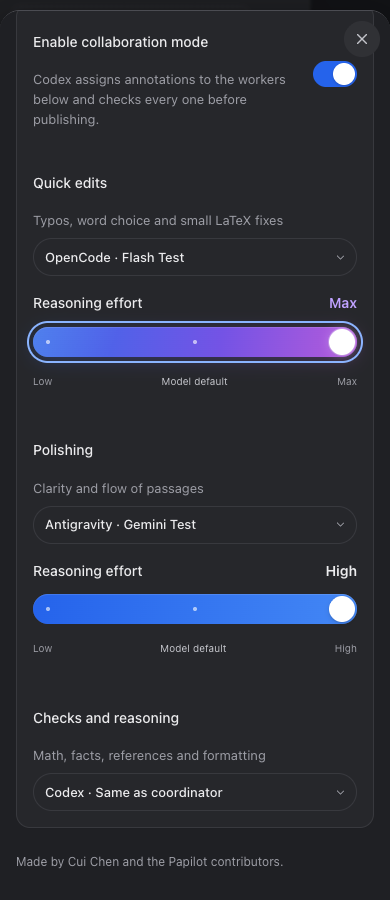 Enable collaboration mode
Codex assigns annotations to the workers
below and checks every one before
publishing.
Quick edits
Typos, word choice and small LaTeX fixes
OpenCode · Flash Test
Reasoning effort
Max
Low
Model default
Max
Polishing
Clarity and flow of passages
Antigravity · Gemini Test
Reasoning effort
High
Low
Model default
High
Checks and reasoning
Math, facts, references and formatting
Codex · Same as coordinator
Made by Cui Chen and the Papilot contributors.